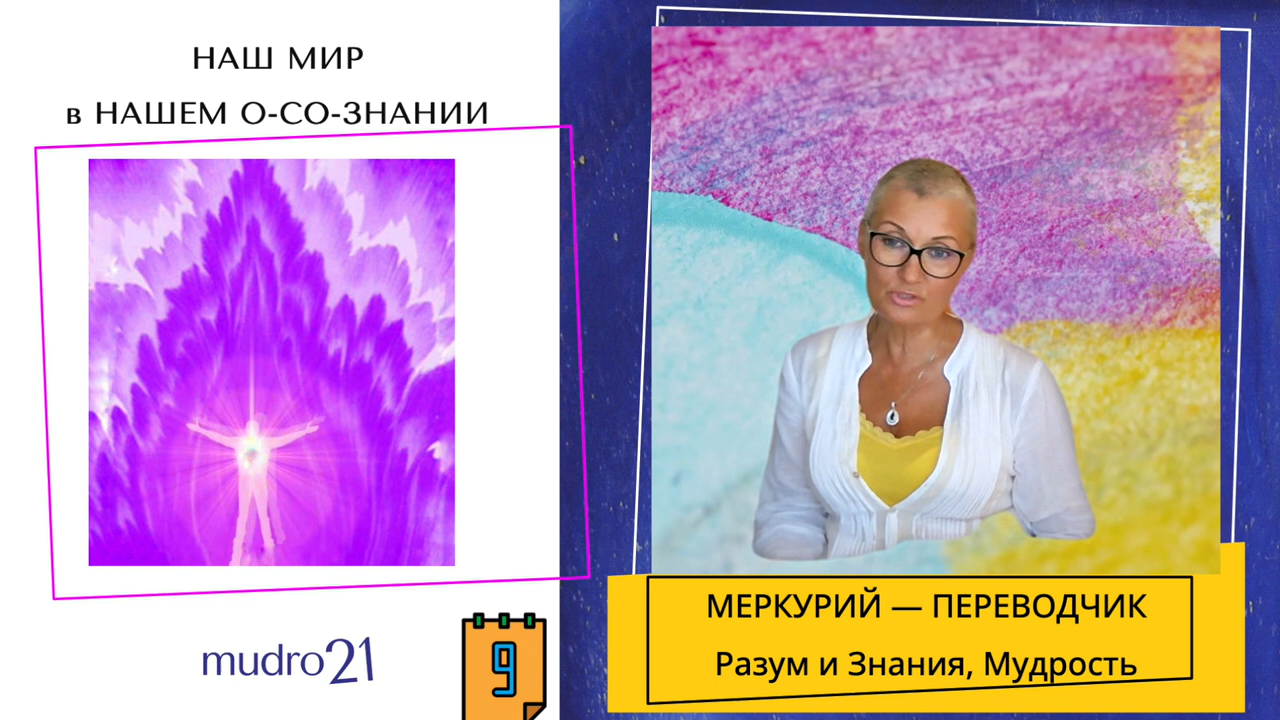 НАШ МИР
в НАШЕМ О-СО-ЗНАНИИ
mudro21
9
МЕРКУРИЙ — ПЕРЕВОДЧИК
Разум и Знания, Мудрость